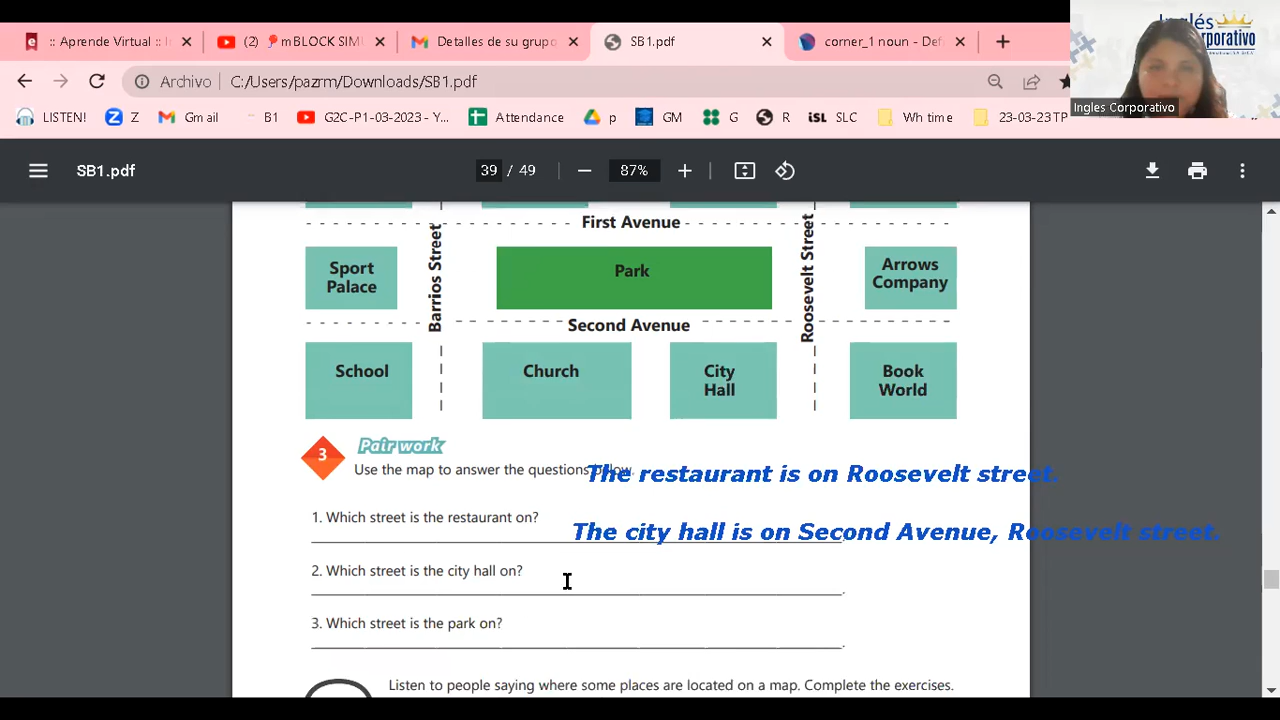 :: Aprende Virtual :: In
(2) 🎈 mBLOCK SIM
Detalles de su grupo
SB1.pdf
corner_1 noun - Def
Inglés
Corporativo
Archivo
C:/Users/pazrm/Downloads/SB1.pdf
Ingles Corporativo
LISTEN!
Z
Gmail
B1
G2C-P1-03-2023 - Y...
Attendance
p
GM
G
R
iSL
SLC
Wh time
23-03-23 TP
SB1.pdf
39 / 49
87%
First Avenue
Barrios Street
Roosevelt Street
Sport
Palace
Park
Arrows
Company
Second Avenue
School
Church
City
Hall
Book
World
3
Pair work
Use the map to answer the questions below.
The restaurant is on Roosevelt street.
1. Which street is the restaurant on?
The city hall is on Second Avenue, Roosevelt street.
2. Which street is the city hall on?
3. Which street is the park on?
Listen to people saying where some places are located on a map. Complete the exercises.